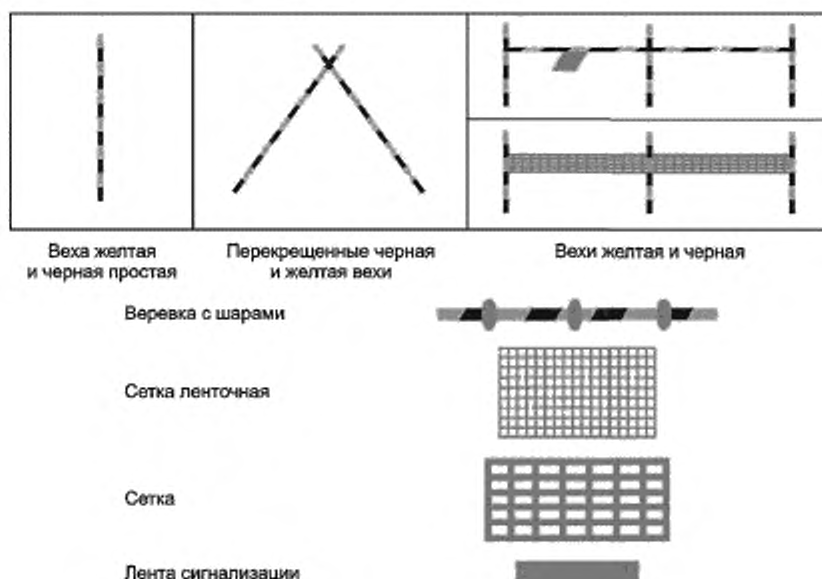 Веха желтая
и черная простая
Перекрещенные черная
и желтая вехи
Вехи желтая и черная
Веревка с шарами
Сетка ленточная
Сетка
Лента сигнализации